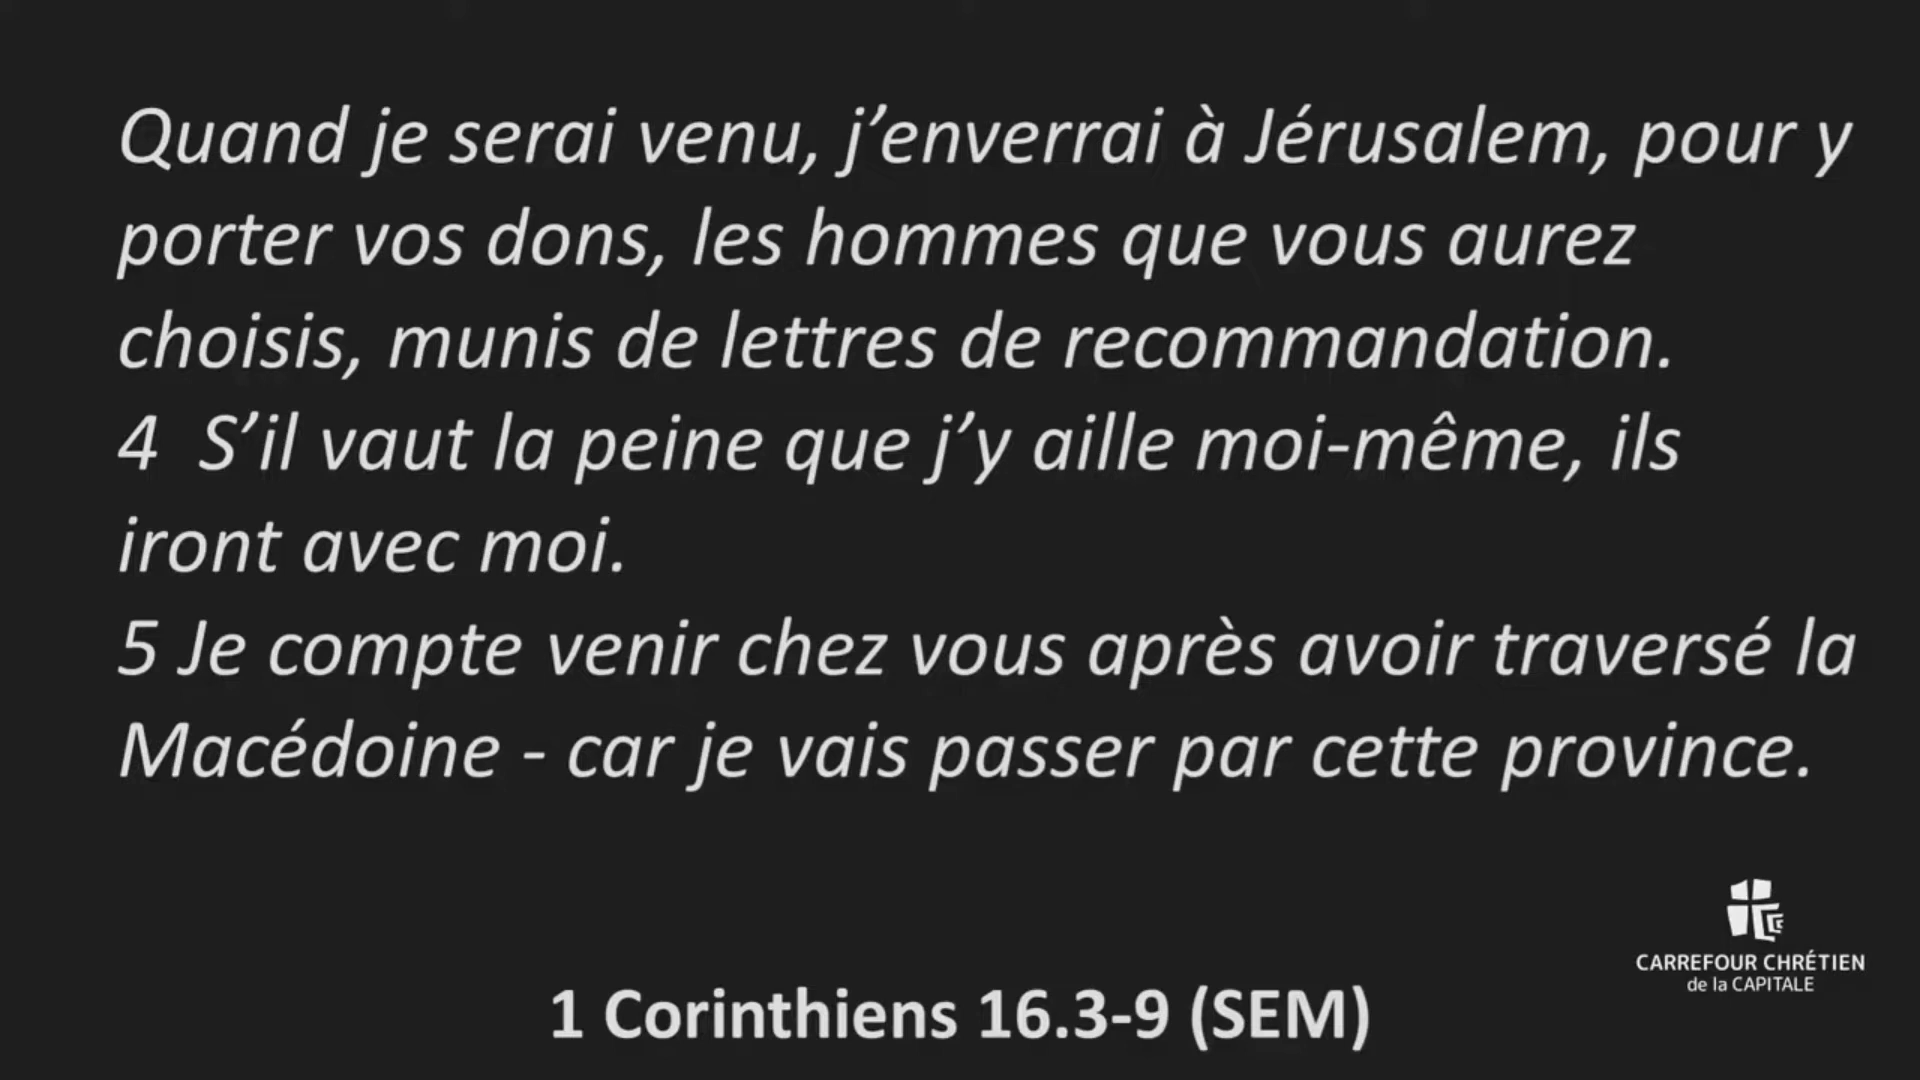 Quand je serai venu, j’enverrai à Jérusalem, pour y
porter vos dons, les hommes que vous aurez
choisis, munis de lettres de recommandation.
4  S’il vaut la peine que j’y aille moi-même, ils
iront avec moi.
5 Je compte venir chez vous après avoir traversé la
Macédoine - car je vais passer par cette province.
CARREFOUR CHRÉTIEN
de la CAPITALE
1 Corinthiens 16.3-9 (SEM)